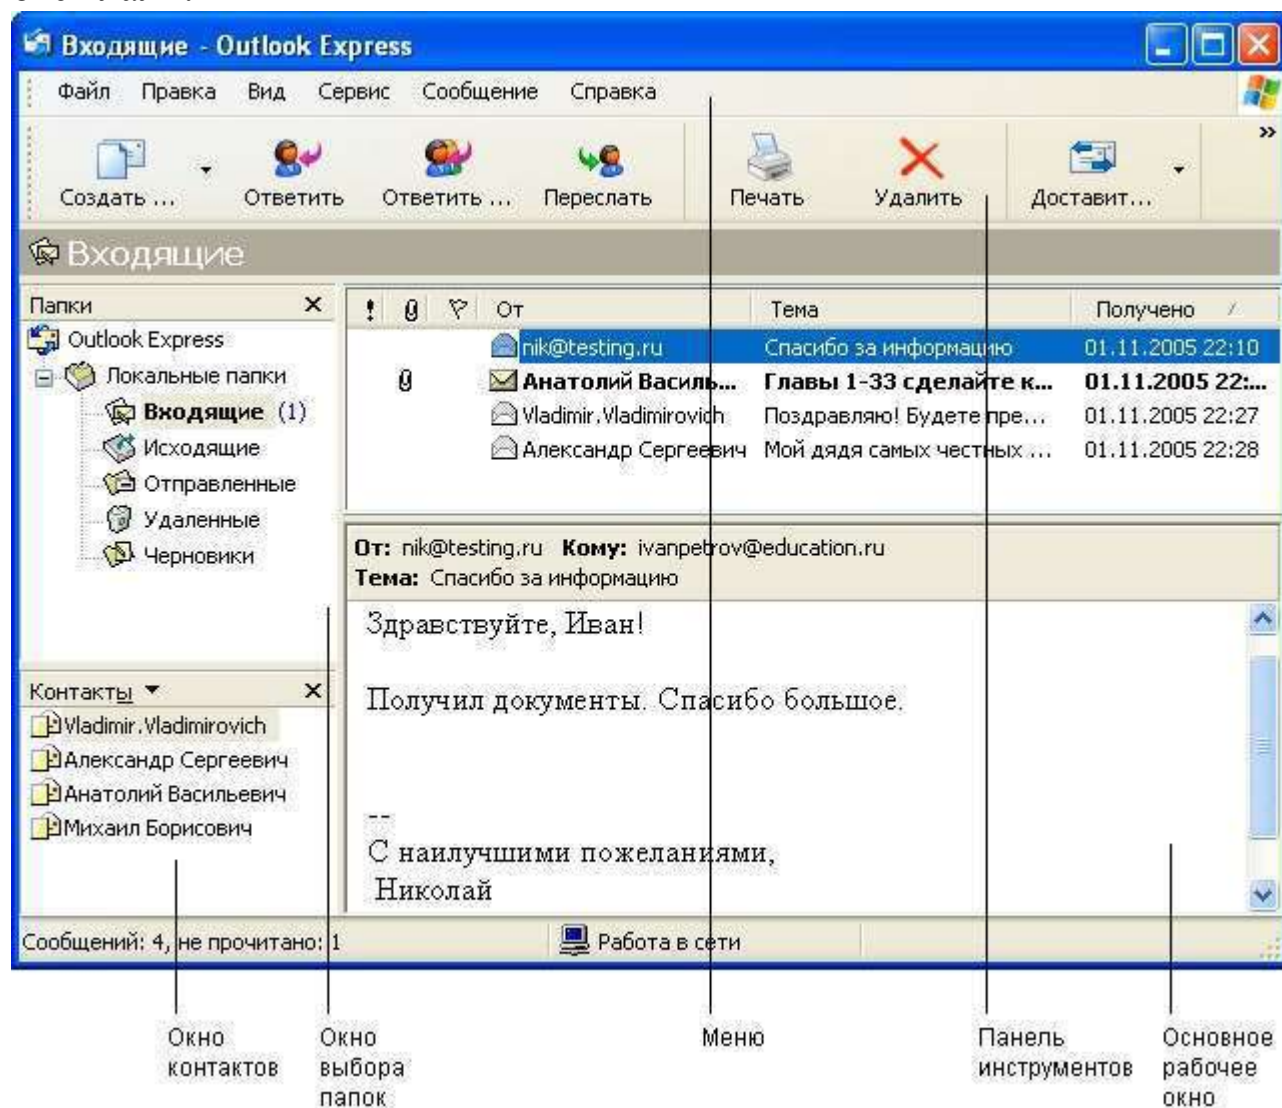 Входящие - Outlook Express
Файл Правка Вид Сервис Сообщение Справка
»
Создать ... Ответить Ответить ... Переслать Печать Удалить Доставит...
Входящие
Папки
Outlook Express
Локальные папки
Входящие (1)
Исходящие
Отправленные
Удаленные
Черновики
! От Тема Получено
nik@testing.ru Спасибо за информацию 01.11.2005 22:10
Анатолий Василь... Главы 1-33 сделайте к... 01.11.2005 22:...
Vladimir.Vladimirovich Поздравляю! Будете пре... 01.11.2005 22:27
Александр Сергеевич Мой дядя самых честных ... 01.11.2005 22:28
От: nik@testing.ru Кому: ivanpetrov@education.ru
Тема: Спасибо за информацию
Здравствуйте, Иван!
Получил документы. Спасибо большое.
--
С наилучшими пожеланиями,
Николай
Контакты
Vladimir.Vladimirovich
Александр Сергеевич
Анатолий Васильевич
Михаил Борисович
Сообщений: 4, не прочитано: 1 Работа в сети
Окно
контактов
Окно
выбора
папок
Меню
Панель
инструментов
Основное
рабочее
окно